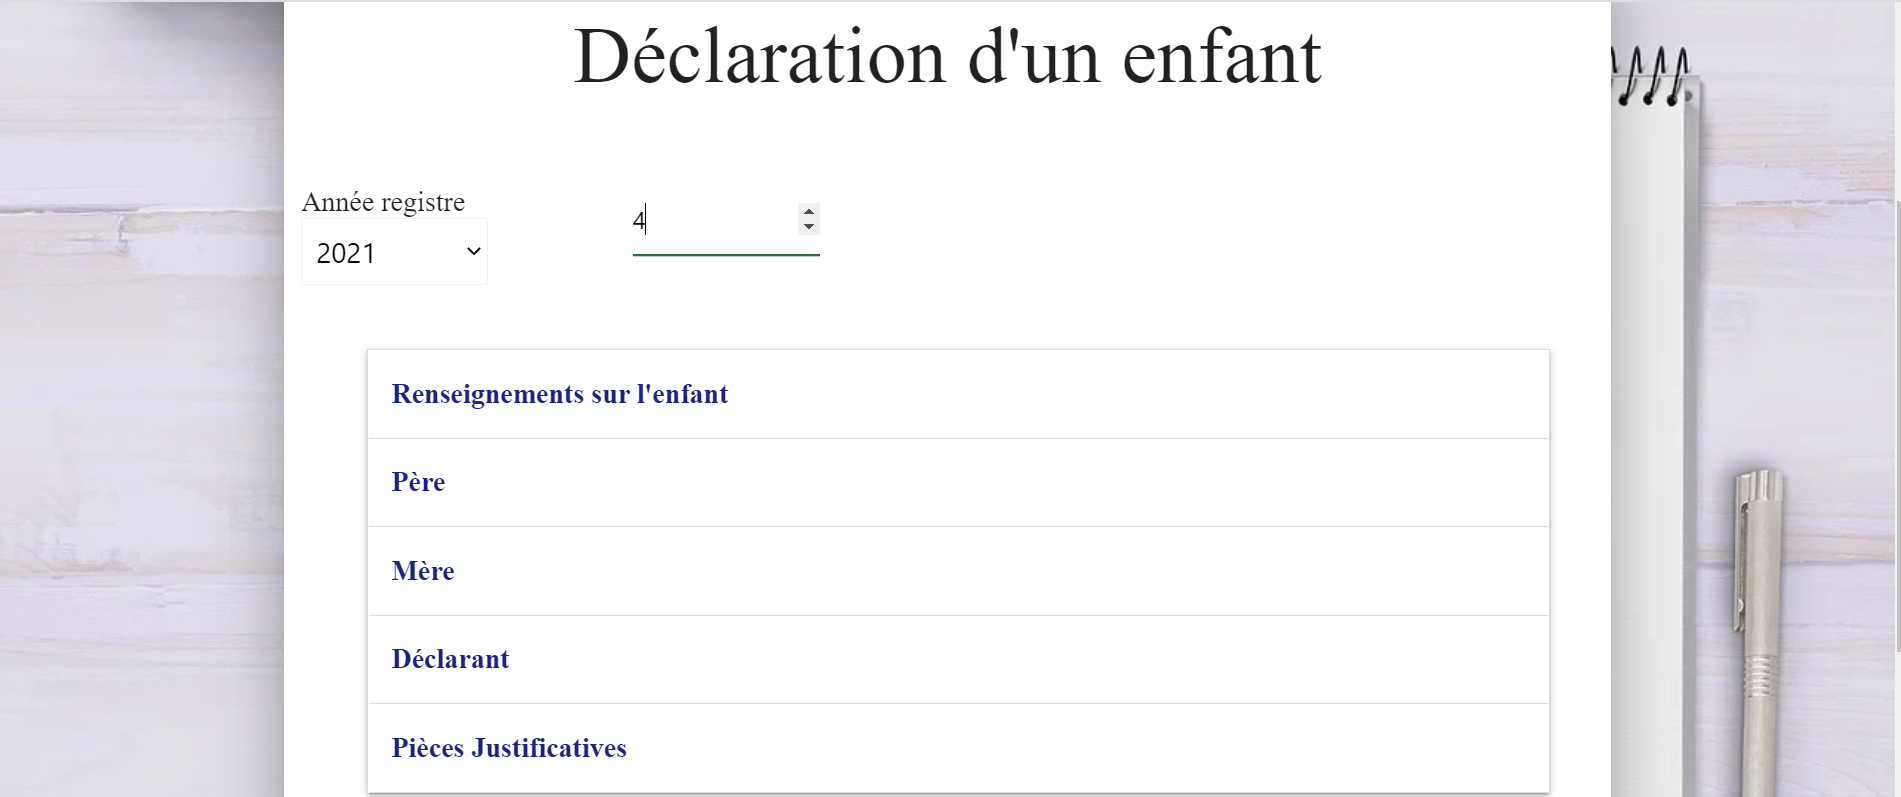 Déclaration d'un enfant
Année registre
2021
4
Renseignements sur l'enfant
Père
Mère
Déclarant
Pièces Justificatives